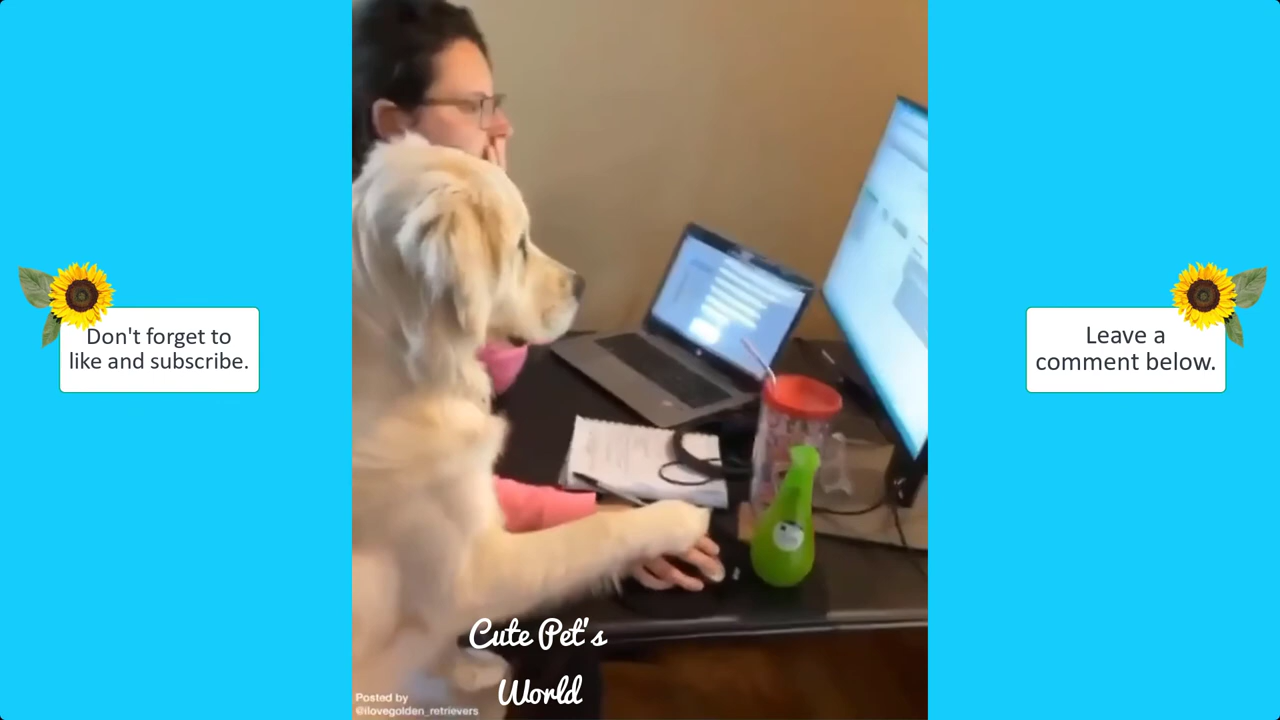 Don't forget to
like and subscribe.
Leave a
comment below.
Cute Pet's
World
Posted by
@ilovegolden_retrievers